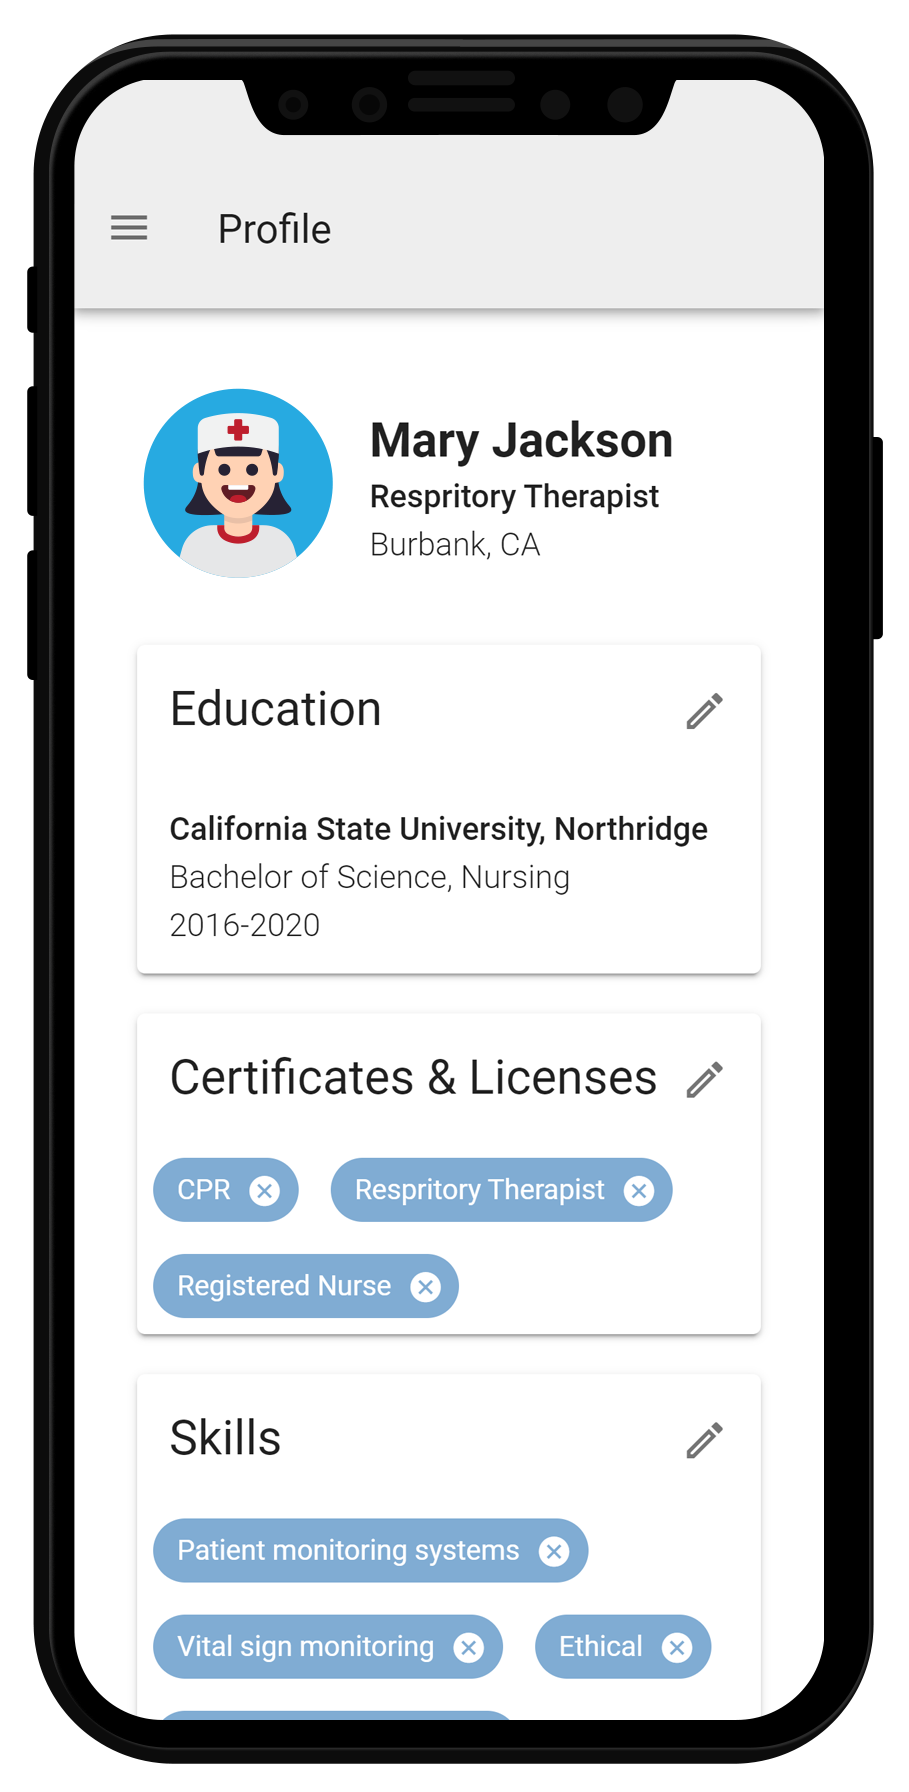 Profile
Mary Jackson
Respritory Therapist
Burbank, CA
Education
California State University, Northridge
Bachelor of Science, Nursing
2016-2020
Certificates & Licenses
CPR
Respritory Therapist
Registered Nurse
Skills
Patient monitoring systems
Vital sign monitoring
Ethical